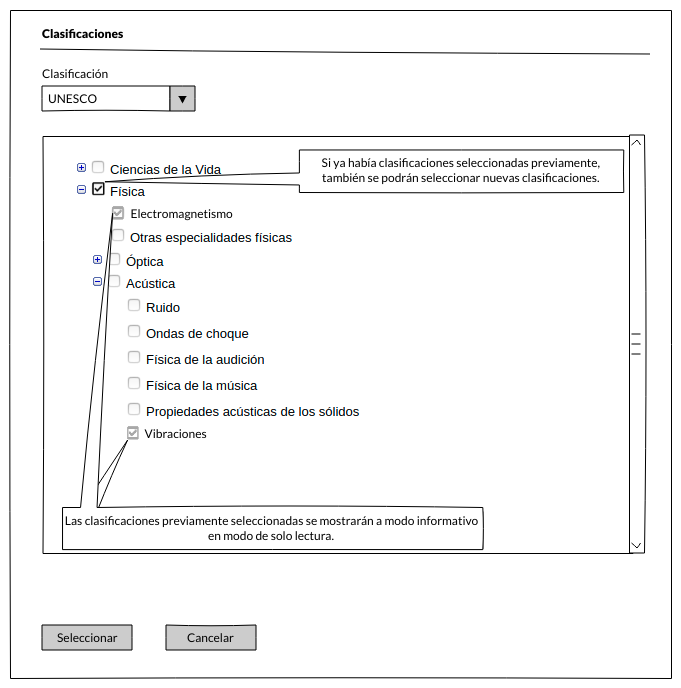 Clasificaciones
Clasificación
UNESCO
Ciencias de la Vida
Si ya había clasificaciones seleccionadas previamente,
también se podrán seleccionar nuevas clasificaciones.
Física
Electromagnetismo
Otras especialidades físicas
Óptica
Acústica
Ruido
Ondas de choque
Física de la audición
Física de la música
Propiedades acústicas de los sólidos
Vibraciones
Las clasificaciones previamente seleccionadas se mostrarán a modo informativo
en modo de solo lectura.
Seleccionar
Cancelar